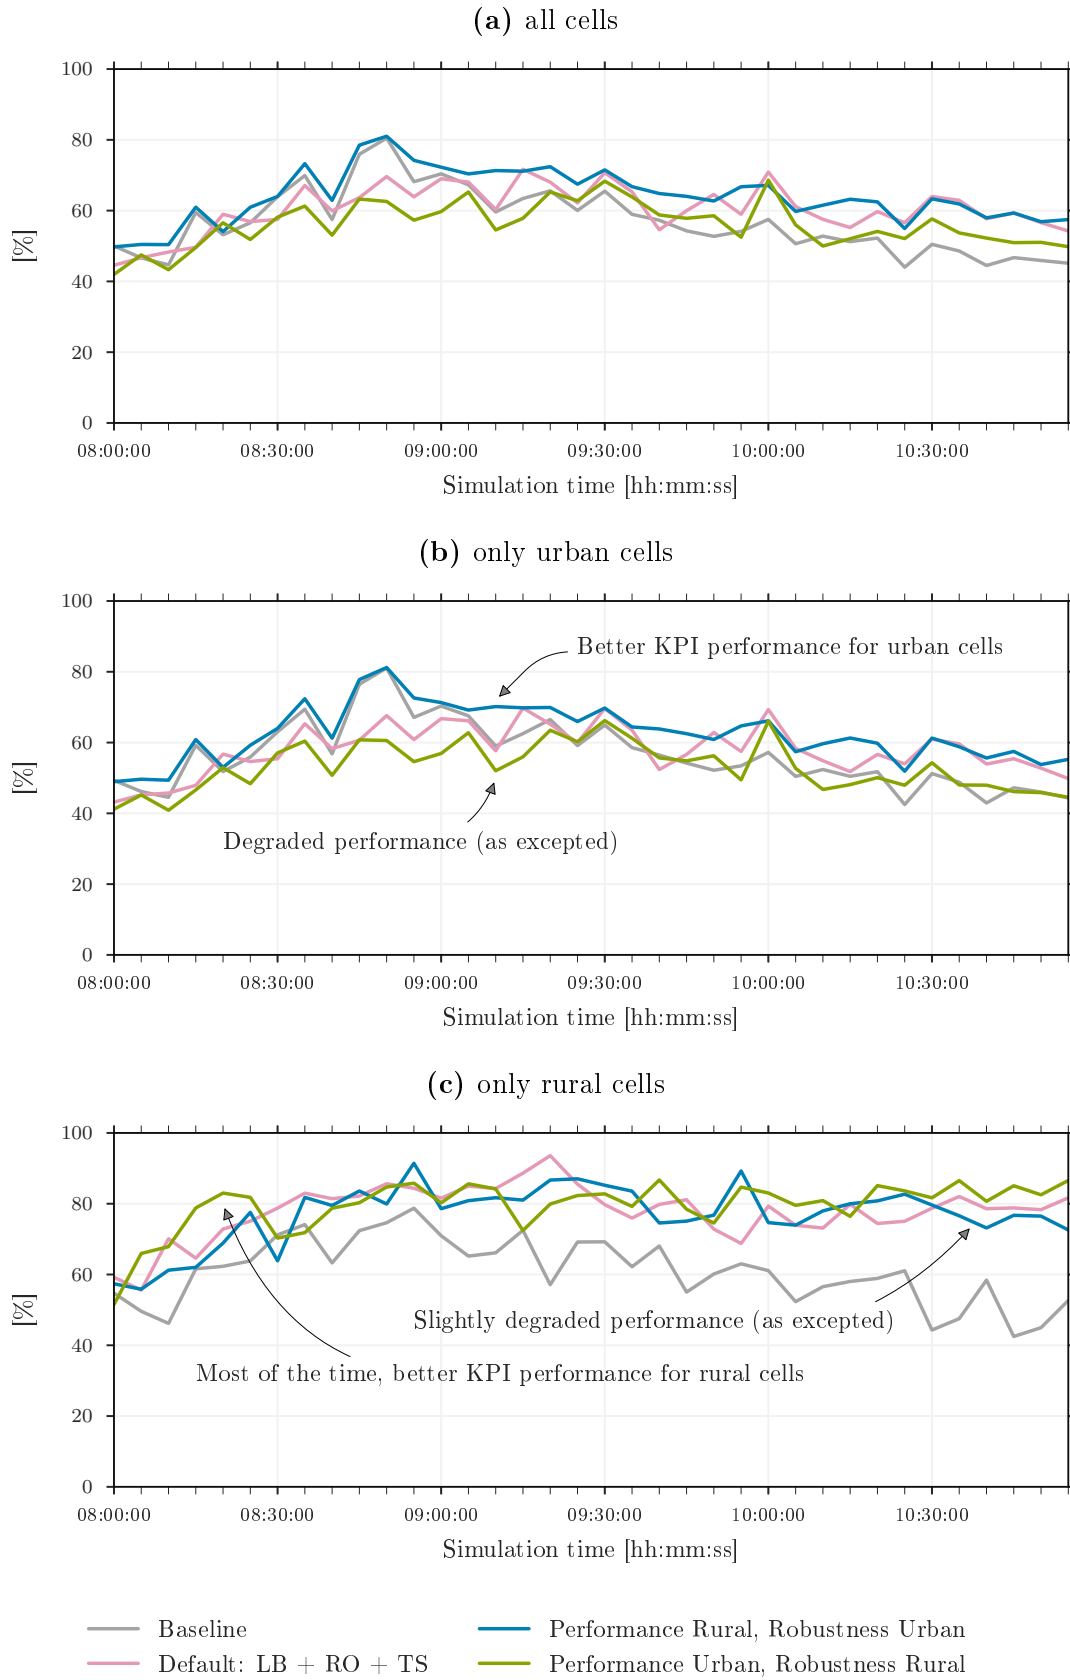 (a) all cells
100
80
60
40
20
0
[%]
08:00:00 08:30:00 09:00:00 09:30:00 10:00:00 10:30:00
Simulation time [hh:mm:ss]
(b) only urban cells
100
80
60
40
20
0
[%]
Better KPI performance for urban cells
Degraded performance (as excepted)
08:00:00 08:30:00 09:00:00 09:30:00 10:00:00 10:30:00
Simulation time [hh:mm:ss]
(c) only rural cells
100
80
60
40
20
0
[%]
Slightly degraded performance (as excepted)
Most of the time, better KPI performance for rural cells
08:00:00 08:30:00 09:00:00 09:30:00 10:00:00 10:30:00
Simulation time [hh:mm:ss]
Baseline
Default: LB + RO + TS
Performance Rural, Robustness Urban
Performance Urban, Robustness Rural